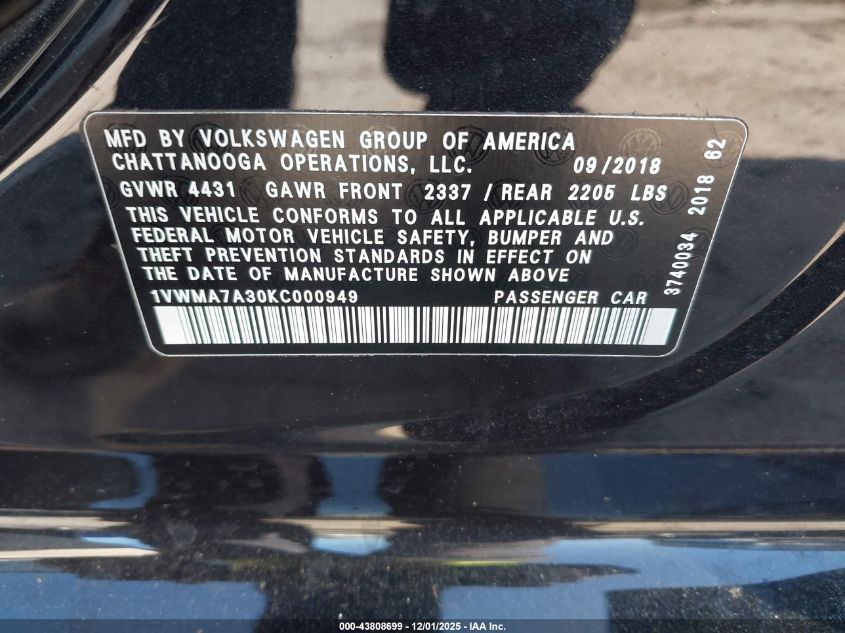 MFD BY VOLKSWAGEN GROUP OF AMERICA
CHATTANOOGA OPERATIONS, LLC. 09/2018
GVWR 4431 GAWR FRONT 2337 / REAR 2205 LBS
THIS VEHICLE CONFORMS TO ALL APPLICABLE U.S.
FEDERAL MOTOR VEHICLE SAFETY, BUMPER AND
THEFT PREVENTION STANDARDS IN EFFECT ON
THE DATE OF MANUFACTURE SHOWN ABOVE
1VWMA7A30KC000949 PASSENGER CAR
3740034 2018 62
000-43808699 - 12/01/2025 - IAA Inc.